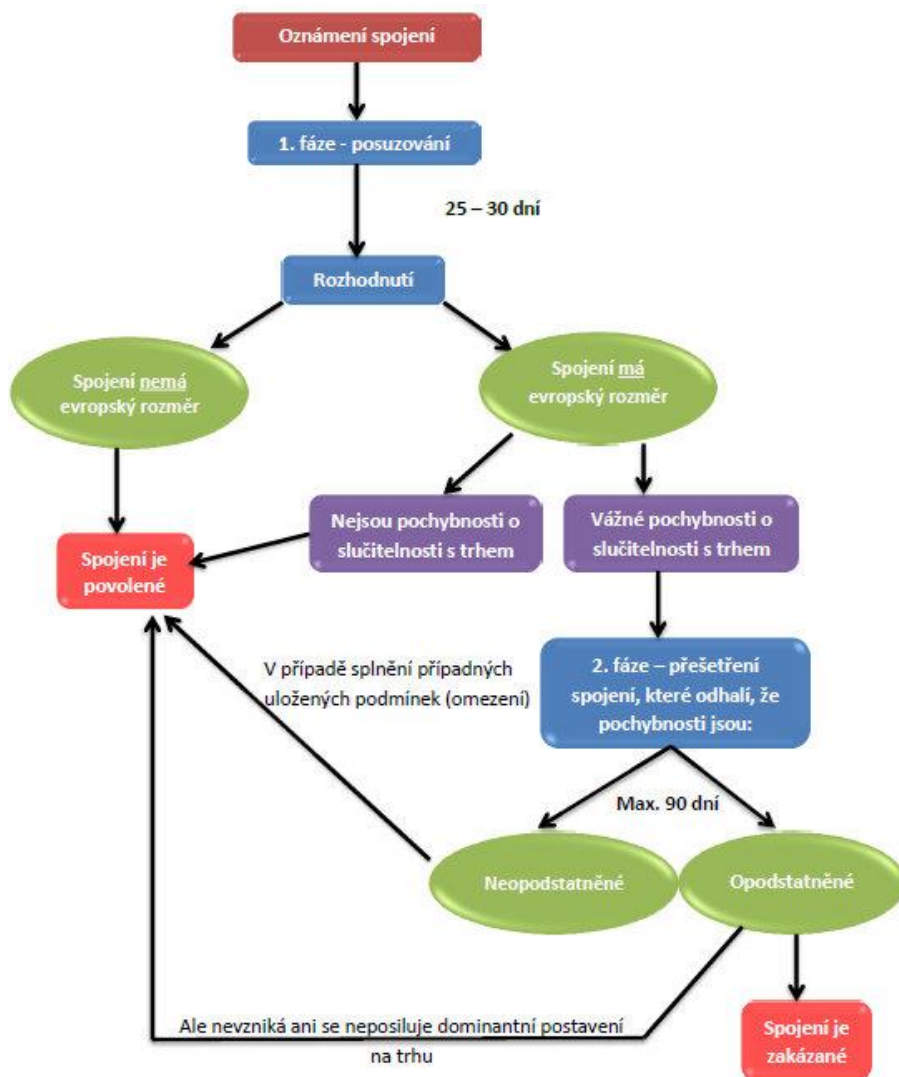 Oznámení spojení
1. fáze - posuzování
25 – 30 dní
Rozhodnutí
Spojení nemá
evropský rozměr
Spojení má
evropský rozměr
Nejsou pochybnosti o
slučitelnosti s trhem
Vážné pochybnosti o
slučitelnosti s trhem
Spojení je
povolené
V případě splnění případných
uložených podmínek (omezení)
2. fáze – přešetření
spojení, které odhalí, že
pochybnosti jsou:
Max. 90 dní
Neopodstatněné
Opodstatněné
Ale nevzniká ani se neposiluje dominantní postavení
na trhu
Spojení je
zakázané